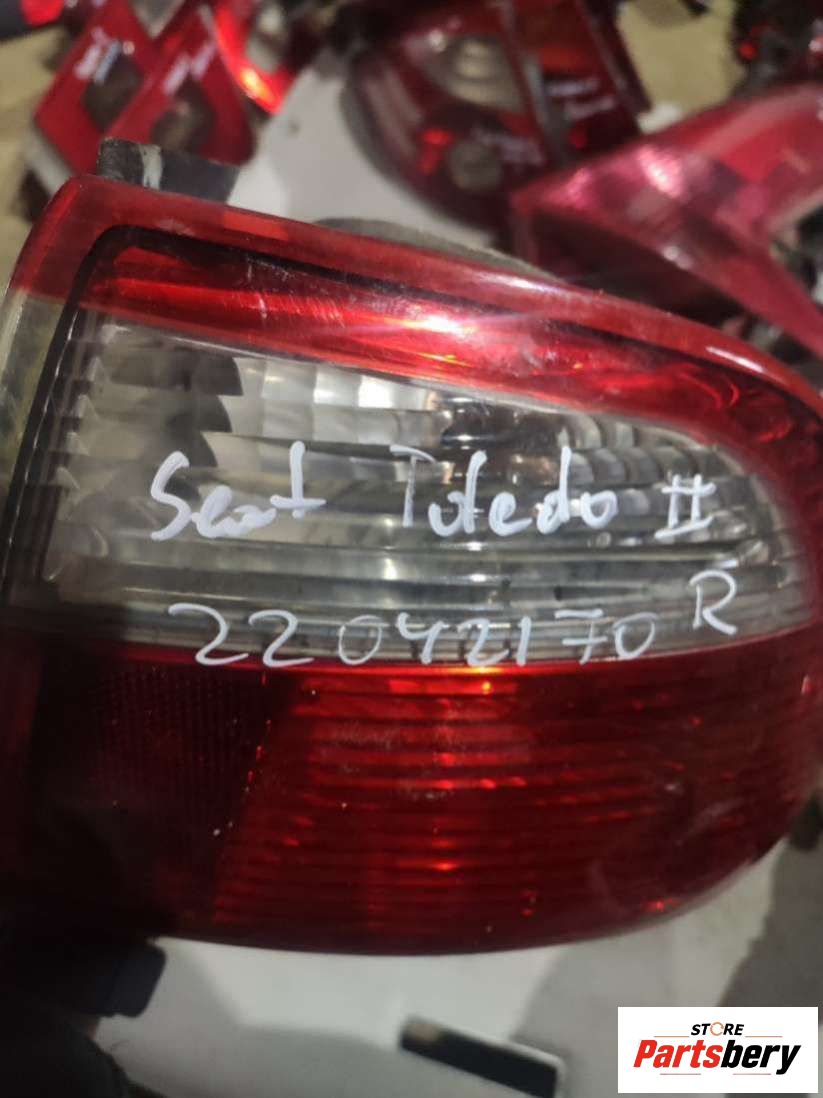 Seat Toledo II
22042170 R
STORE
Partsbery